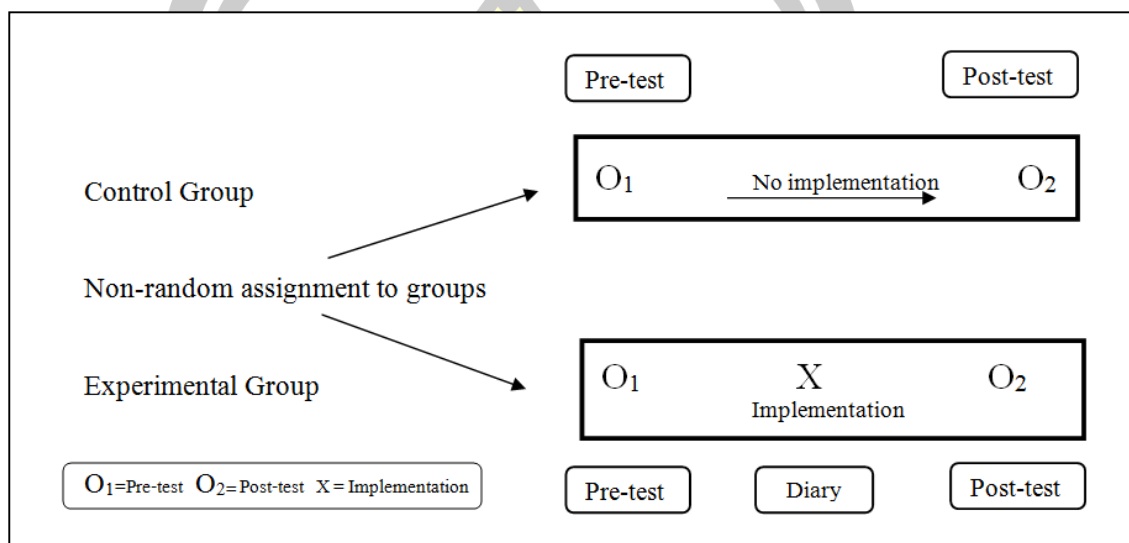 Pre-test Post-test
Control Group
O₁ No implementation O₂
Non-random assignment to groups
Experimental Group
O₁ X O₂
Implementation
O₁=Pre-test O₂=Post-test X = Implementation
Pre-test Diary Post-test